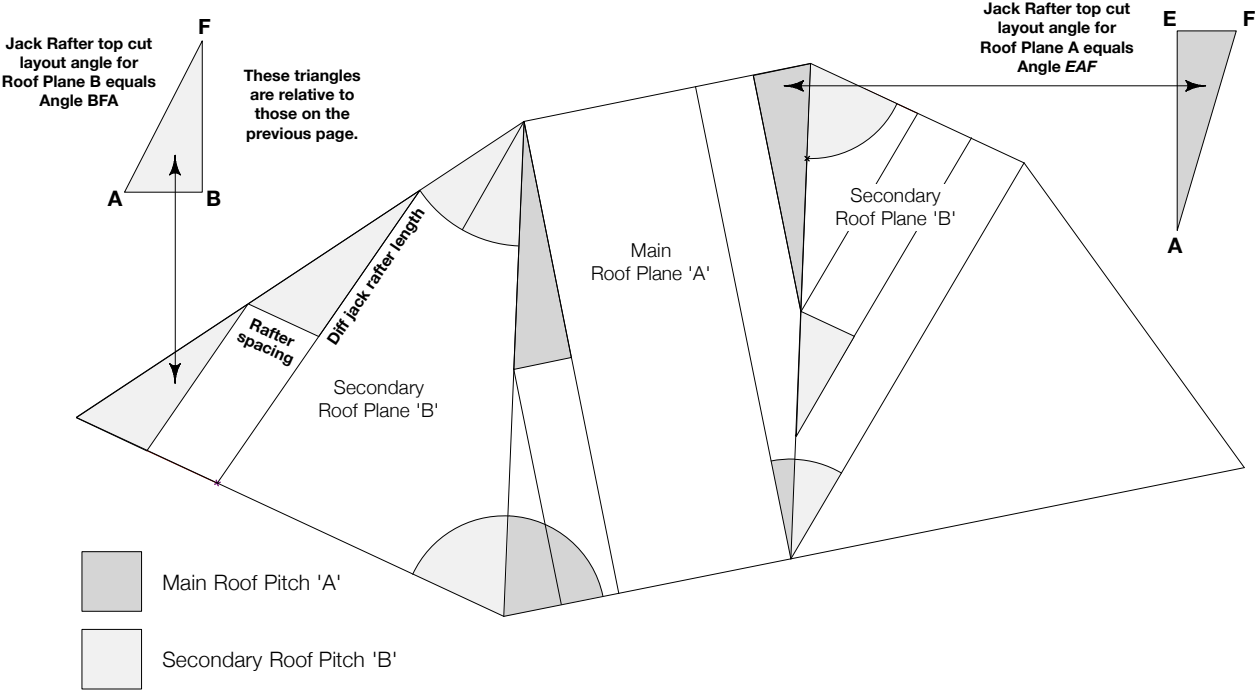 Jack Rafter top cut
layout angle for
Roof Plane B equals
Angle BFA
F
A
B
These triangles
are relative to
those on the
previous page.
Jack Rafter top cut
layout angle for
Roof Plane A equals
Angle EAF
E
F
A
Diff jack rafter length
Rafter
spacing
Secondary
Roof Plane 'B'
Main
Roof Plane 'A'
Secondary
Roof Plane 'B'
Main Roof Pitch 'A'
Secondary Roof Pitch 'B'